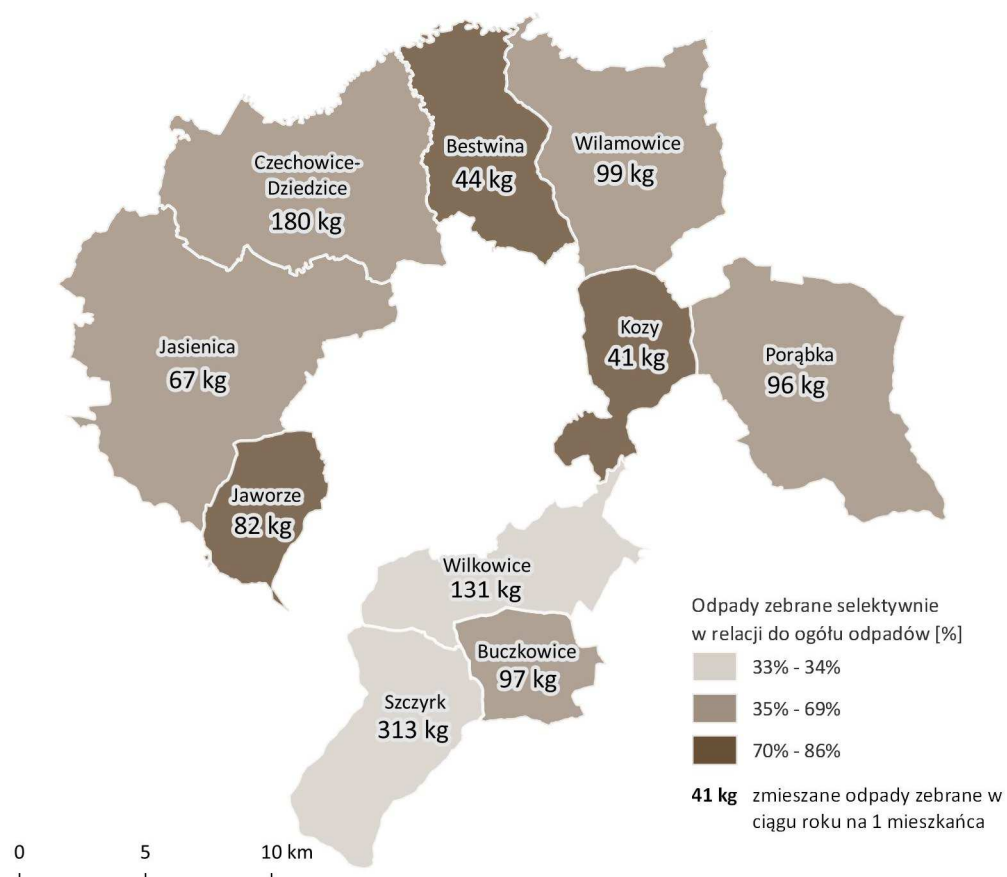 Bestwina
44 kg
Wilamowice
99 kg
Czechowice-
Dziedzice
180 kg
Jasienica
67 kg
Kozy
41 kg
Porąbka
96 kg
Jaworze
82 kg
Wilkowice
131 kg
Buczkowice
97 kg
Szczyrk
313 kg
Odpady zebrane selektywnie
w relacji do ogółu odpadów [%]
33% - 34%
35% - 69%
70% - 86%
41 kg zmieszane odpady zebrane w
ciągu roku na 1 mieszkańca
0 5 10 km